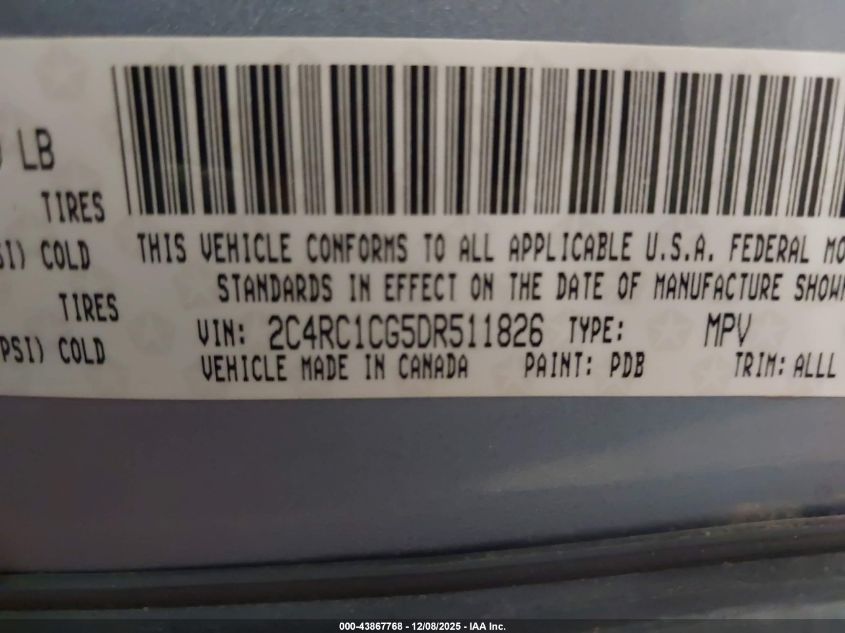 LB
TIRES
COLD
TIRES
PSI) COLD
THIS VEHICLE CONFORMS TO ALL APPLICABLE U.S.A. FEDERAL MO
STANDARDS IN EFFECT ON THE DATE OF MANUFACTURE SHOWN
VIN: 2C4RC1CG5DR511826 TYPE: MPV
VEHICLE MADE IN CANADA PAINT: PDB TRIM: ALLL
000-43867768 - 12/08/2025 - IAA Inc.